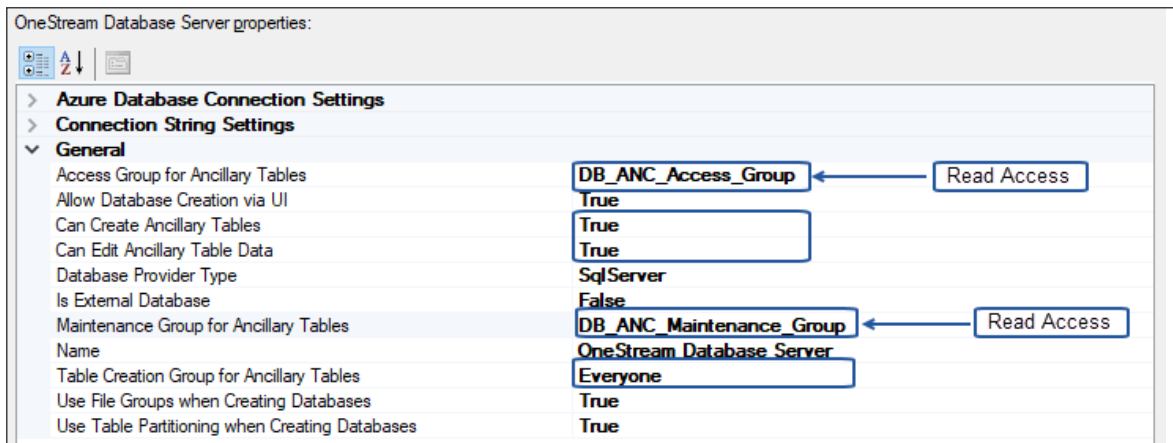 OneStream Database Server properties:
Azure Database Connection Settings
Connection String Settings
General
Access Group for Ancillary Tables DB_ANC_Access_Group Read Access
Allow Database Creation via UI True
Can Create Ancillary Tables True
Can Edit Ancillary Table Data True
Database Provider Type SqlServer
Is External Database False
Maintenance Group for Ancillary Tables DB_ANC_Maintenance_Group Read Access
Name OneStream Database Server
Table Creation Group for Ancillary Tables Everyone
Use File Groups when Creating Databases True
Use Table Partitioning when Creating Databases True